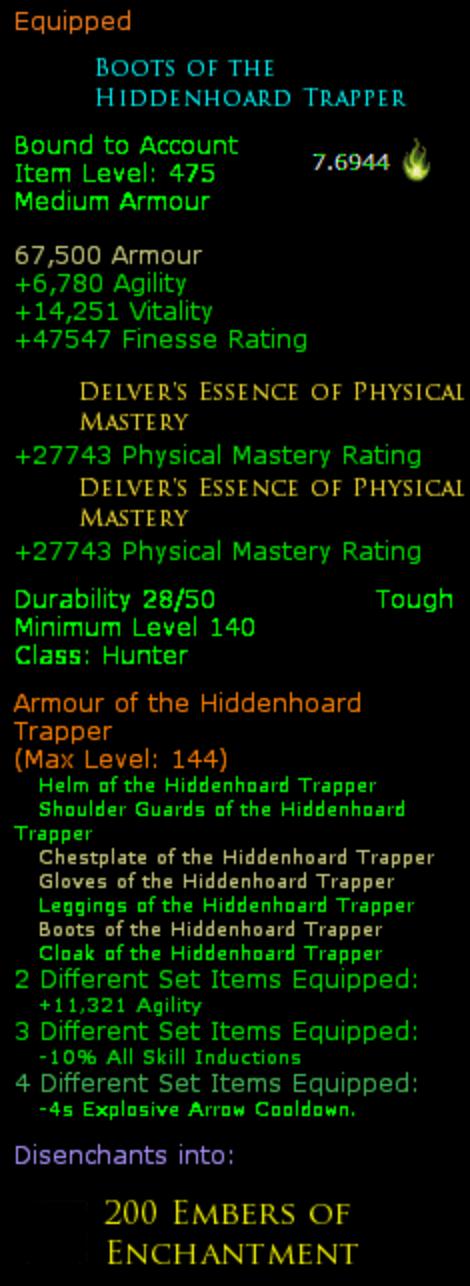 Equipped
BOOTS OF THE
HIDDENHOARD TRAPPER
Bound to Account
7.6944
Item Level: 475
Medium Armour
67,500 Armour
+6,780 Agility
+14,251 Vitality
+47547 Finesse Rating
DELVER'S ESSENCE OF PHYSICAL
MASTERY
+27743 Physical Mastery Rating
DELVER'S ESSENCE OF PHYSICAL
MASTERY
+27743 Physical Mastery Rating
Durability 28/50 Tough
Minimum Level 140
Class: Hunter
Armour of the Hiddenhoard
Trapper
(Max Level: 144)
Helm of the Hiddenhoard Trapper
Shoulder Guards of the Hiddenhoard
Trapper
Chestplate of the Hiddenhoard Trapper
Gloves of the Hiddenhoard Trapper
Leggings of the Hiddenhoard Trapper
Boots of the Hiddenhoard Trapper
Cloak of the Hiddenhoard Trapper
2 Different Set Items Equipped:
+11,321 Agility
3 Different Set Items Equipped:
-10% All Skill Inductions
4 Different Set Items Equipped:
-4s Explosive Arrow Cooldown.
Disenchants into:
200 EMBERS OF
ENCHANTMENT